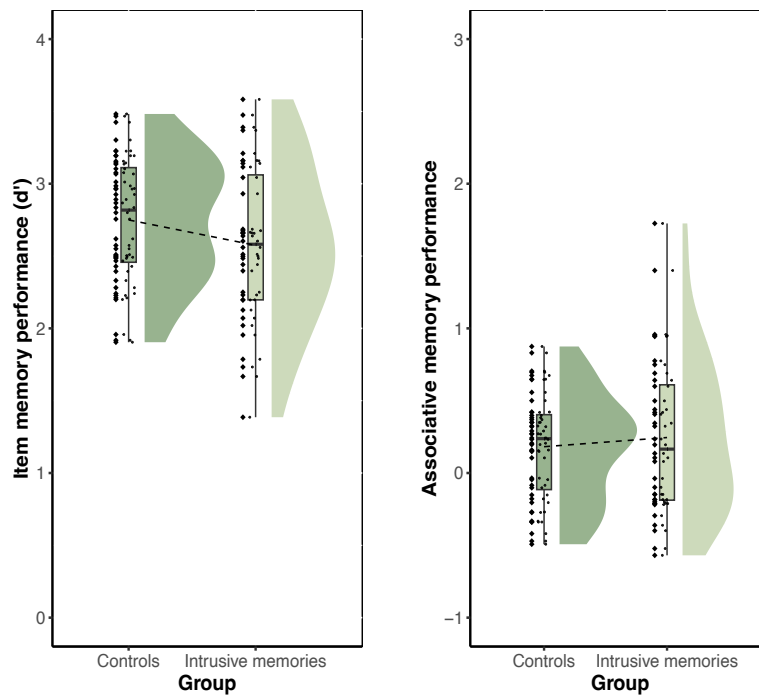 Item memory performance (d')
4
3
2
1
0
Controls
Intrusive memories
Group
Associative memory performance
3
2
1
0
−1
Controls
Intrusive memories
Group